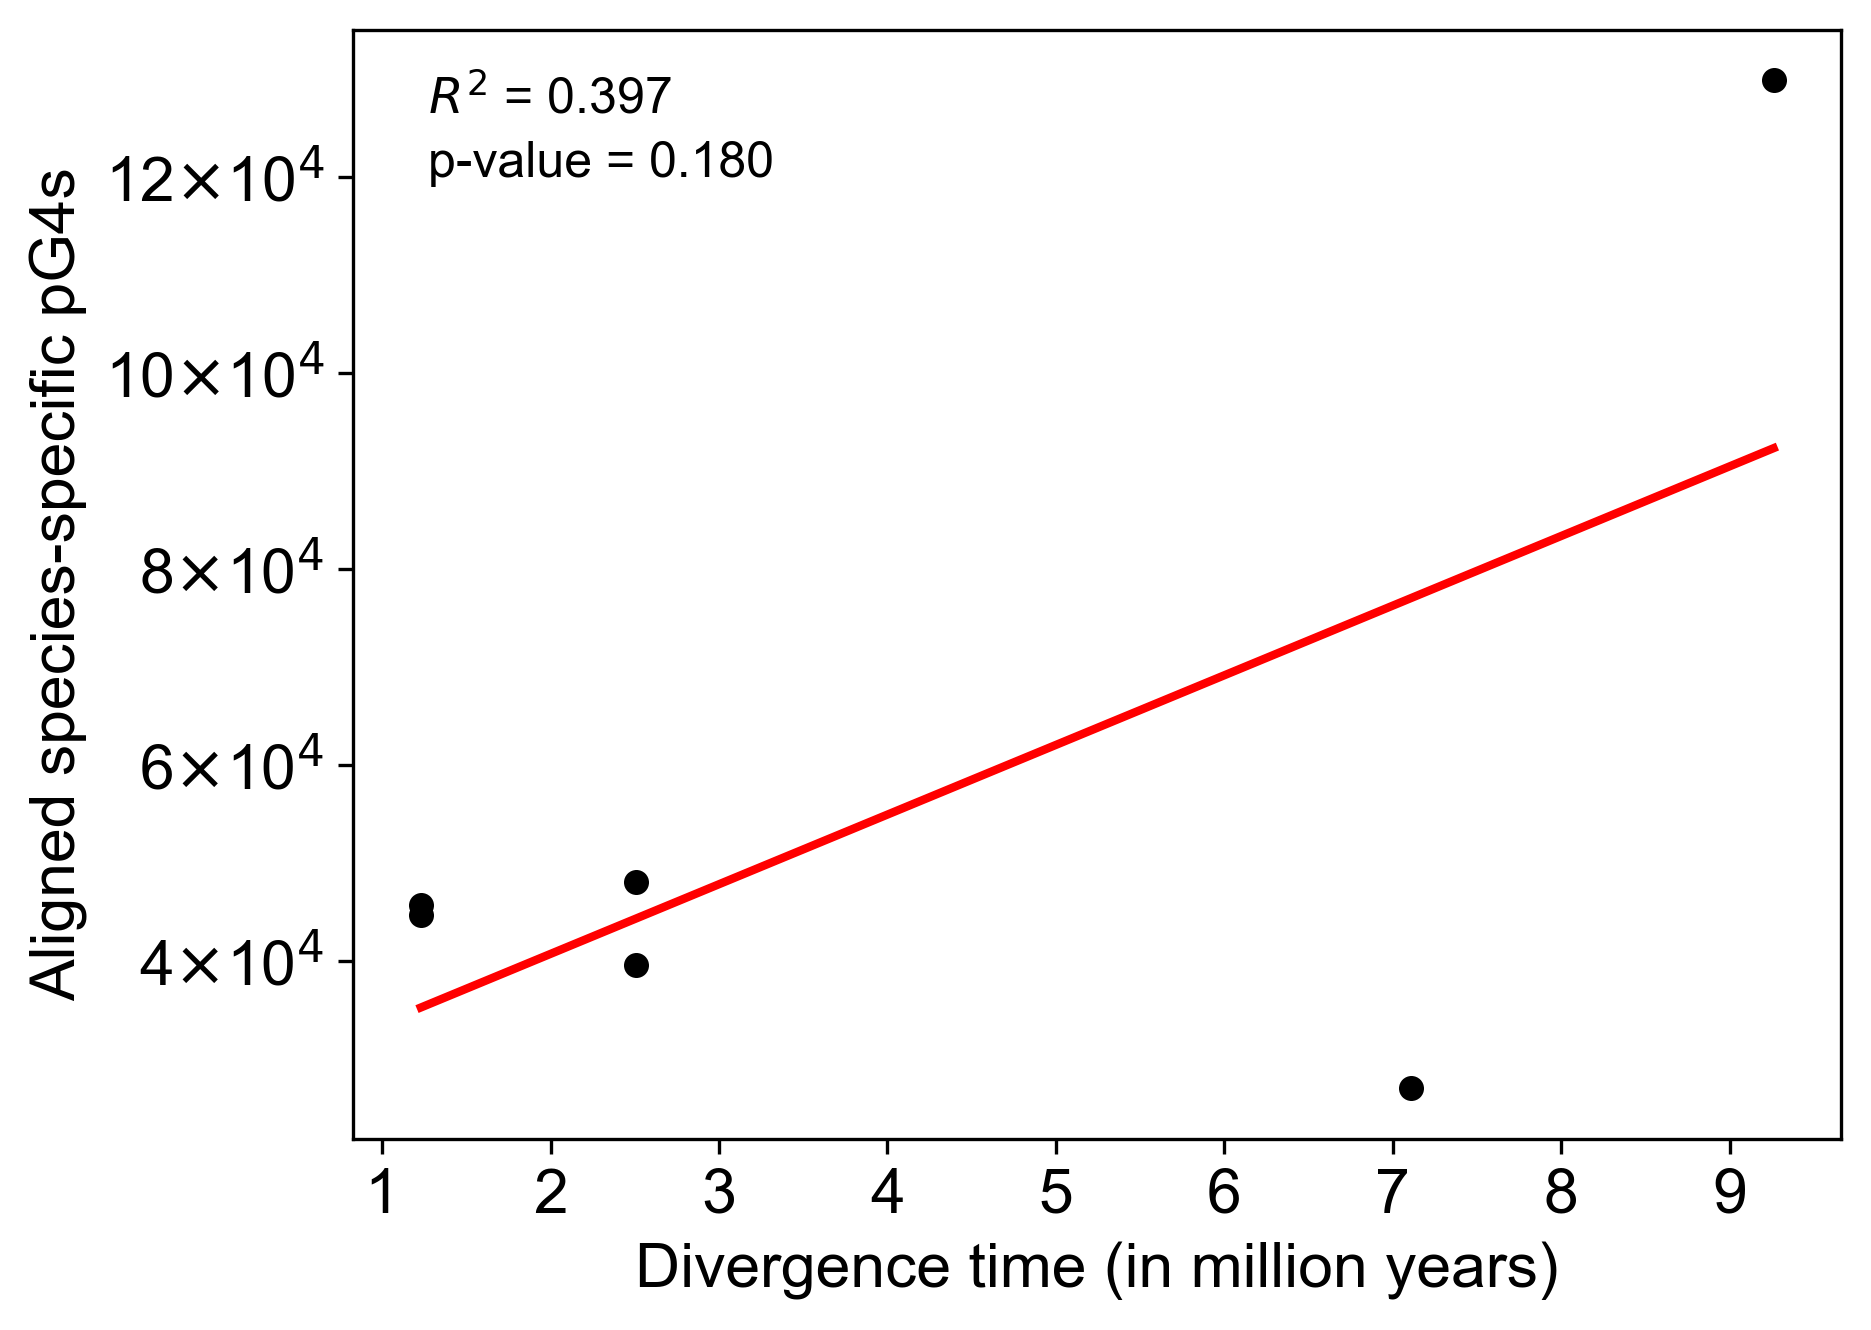 R² = 0.397
p-value = 0.180
Aligned species-specific pG4s
12×10⁴
10×10⁴
8×10⁴
6×10⁴
4×10⁴
1 2 3 4 5 6 7 8 9
Divergence time (in million years)